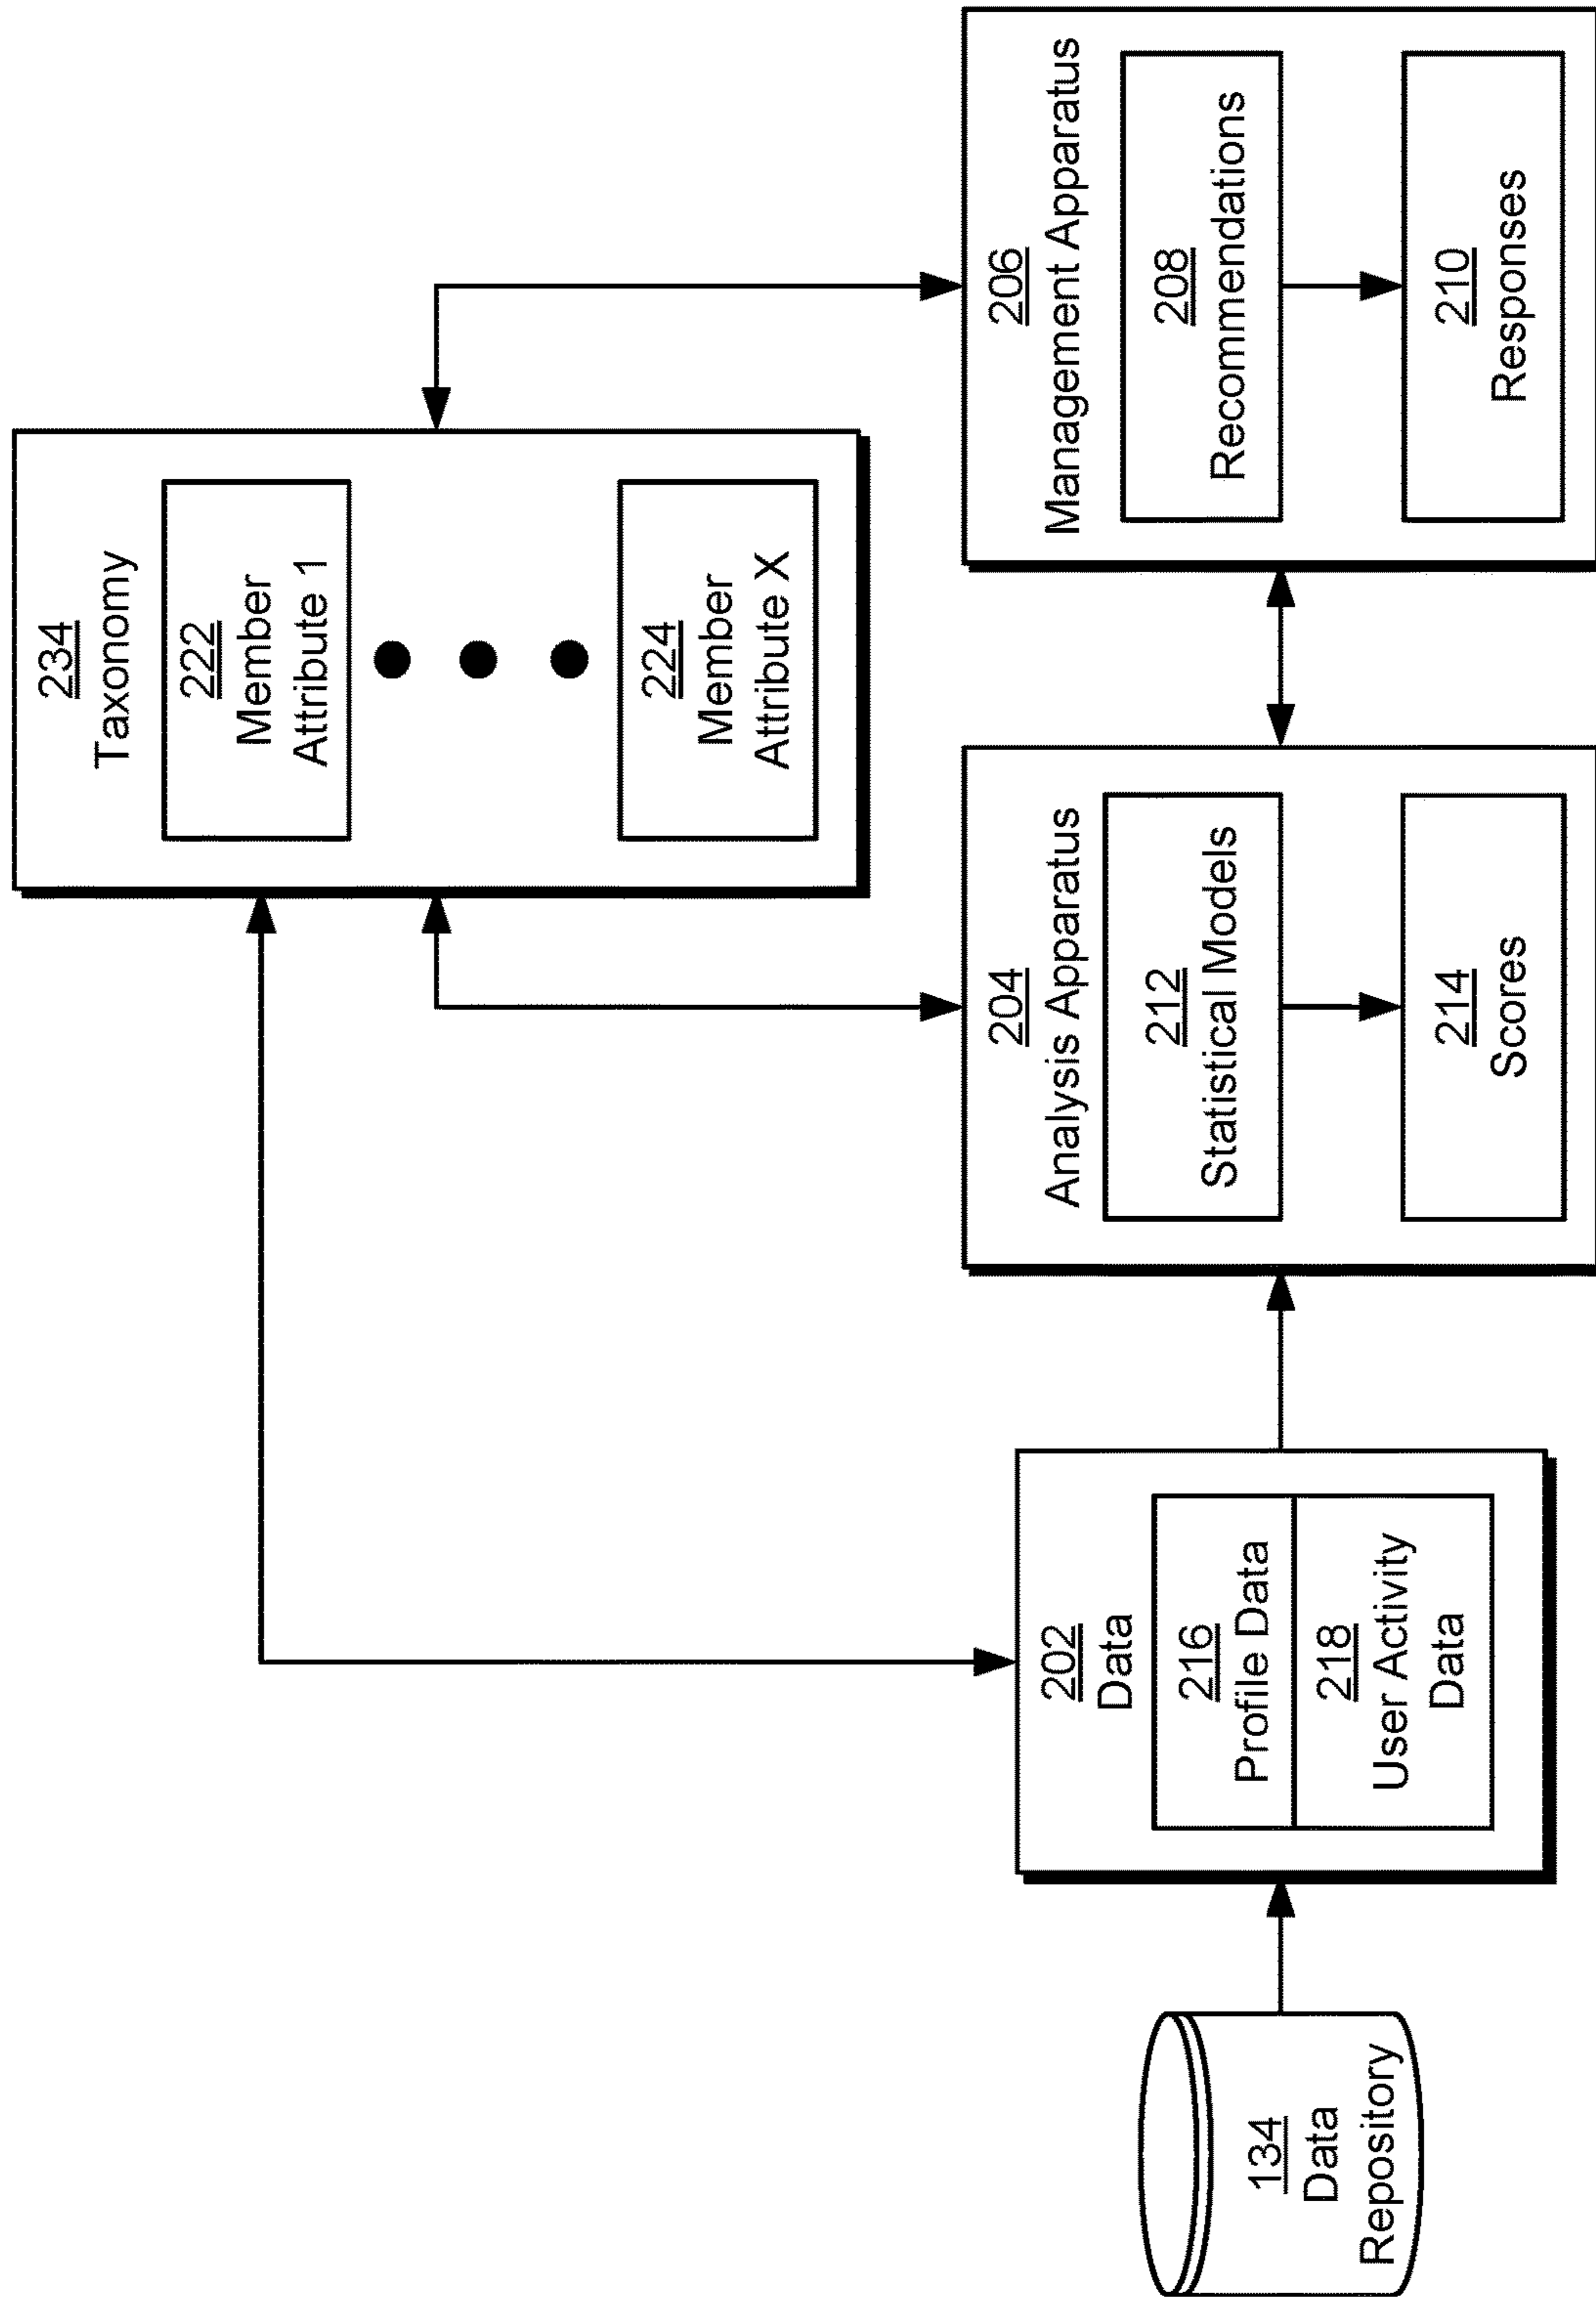 234
Taxonomy
222
Member
Attribute 1
224
Member
Attribute X
134
Data
Repository
202
Data
216
Profile Data
218
User Activity
Data
204
Analysis Apparatus
212
Statistical Models
214
Scores
206
Management Apparatus
208
Recommendations
210
Responses